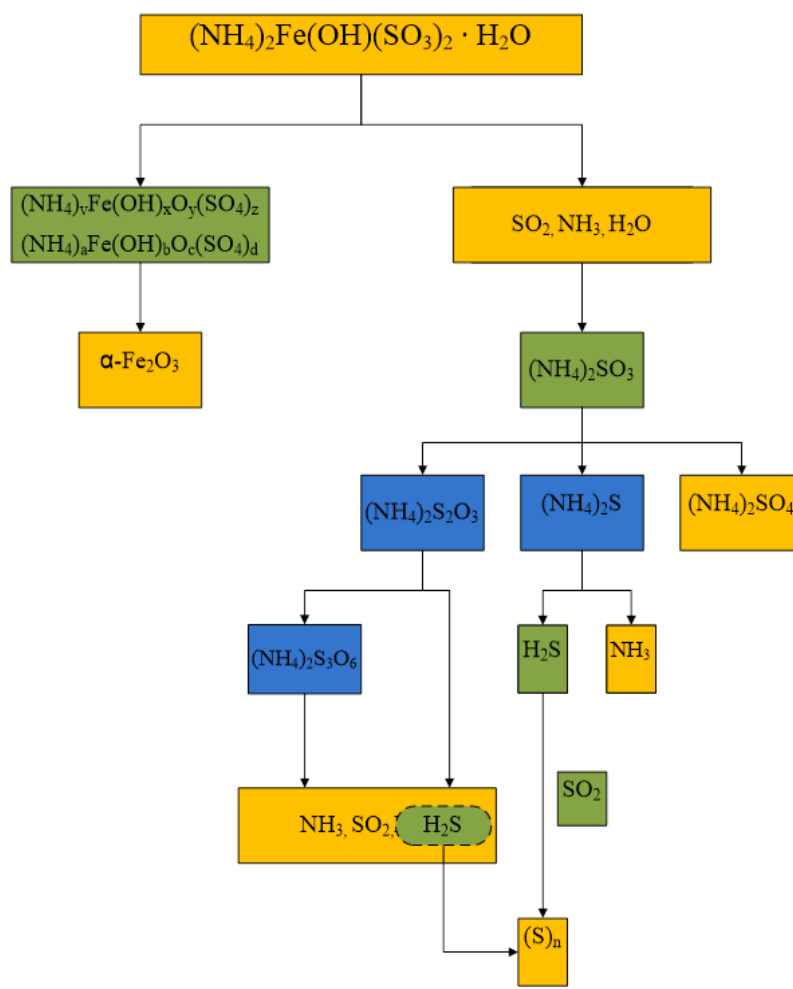 (NH₄)₂Fe(OH)(SO₃)₂ · H₂O
(NH₄)ᵥFe(OH)ₓOᵧ(SO₄)z
(NH₄)ₐFe(OH)bOc(SO₄)d
SO₂, NH₃, H₂O
α-Fe₂O₃
(NH₄)₂SO₃
(NH₄)₂S₂O₃
(NH₄)₂S
(NH₄)₂SO₄
(NH₄)₂S₃O₆
H₂S
NH₃
SO₂
NH₃, SO₂,
H₂S
(S)ₙ